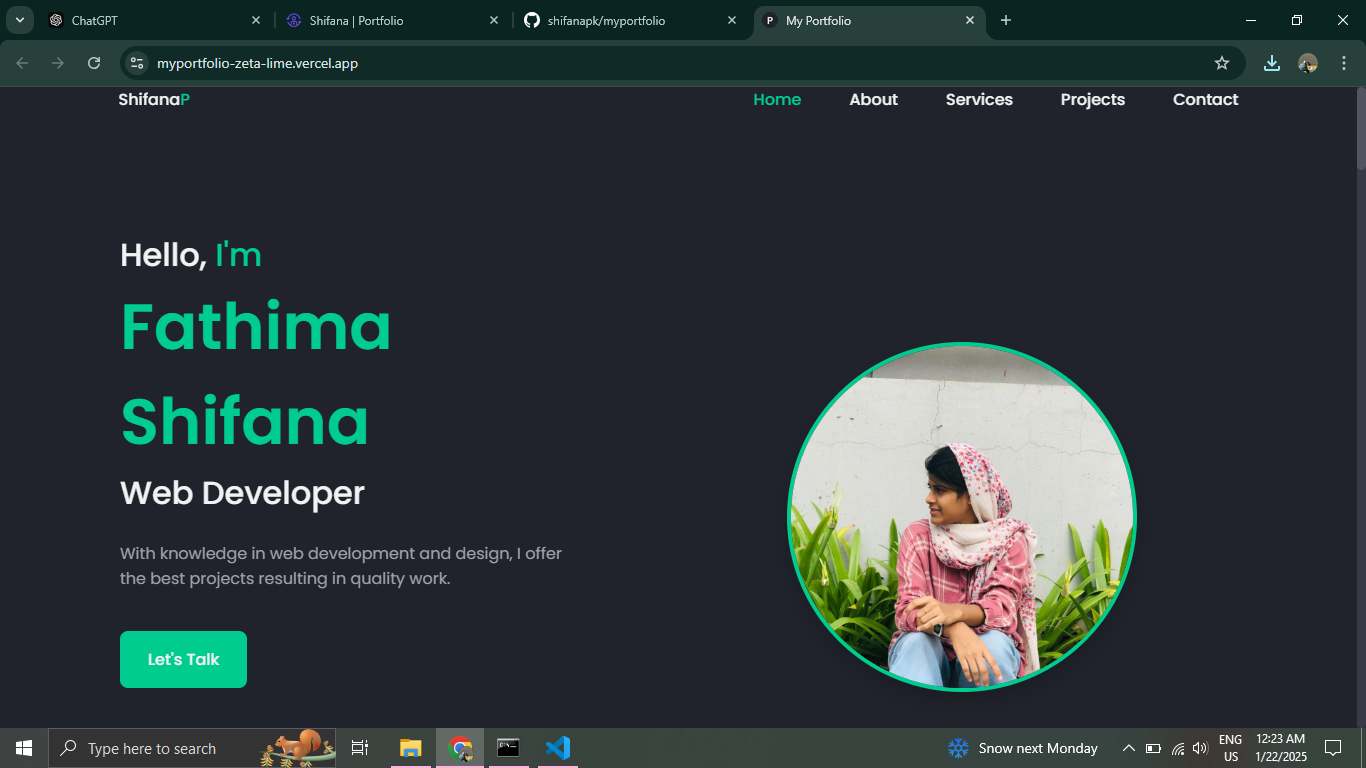 ChatGPT
Shifana | Portfolio
shifanapk/myportfolio
P My Portfolio
myportfolio-zeta-lime.vercel.app
ShifanaP
Home About Services Projects Contact
Hello, I'm
Fathima
Shifana
Web Developer
With knowledge in web development and design, I offer
the best projects resulting in quality work.
Let's Talk
Type here to search
Snow next Monday
ENG
US
12:23 AM
1/22/2025